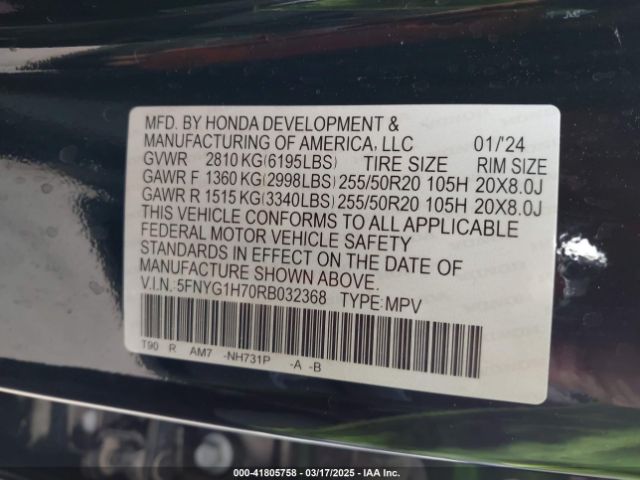 MFD. BY HONDA DEVELOPMENT &
MANUFACTURING OF AMERICA, LLC 01/'24
GVWR 2810 KG(6195LBS) TIRE SIZE RIM SIZE
GAWR F 1360 KG(2998LBS) 255/50R20 105H 20X8.0J
GAWR R 1515 KG(3340LBS) 255/50R20 105H 20X8.0J
THIS VEHICLE CONFORMS TO ALL APPLICABLE
FEDERAL MOTOR VEHICLE SAFETY
STANDARDS IN EFFECT ON THE DATE OF
MANUFACTURE SHOWN ABOVE.
V.I.N.:5FNYG1H70RB032368 TYPE:MPV
T90 R AM7 -NH731P -A -B
000-41805758 - 03/17/2025 - IAA Inc.